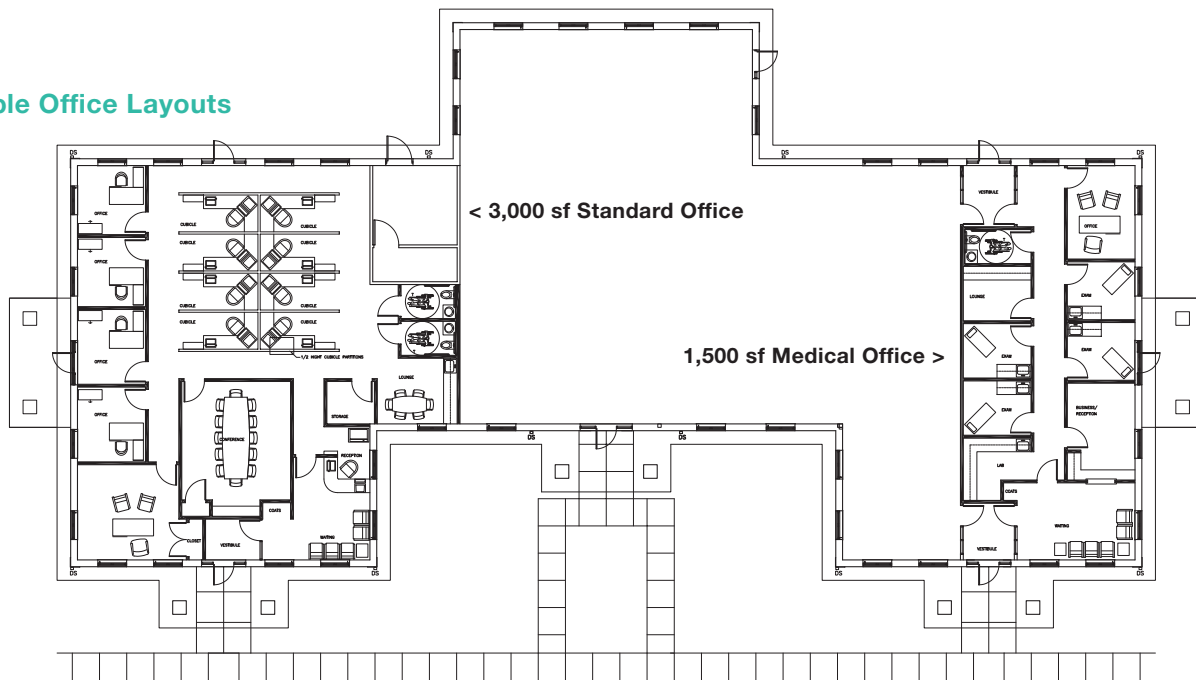 ple Office Layouts
DS
DS
DS
DS
OFFICE
CUBICLE
CUBICLE
VESTIBULE
< 3,000 sf Standard Office
OFFICE
CUBICLE
CUBICLE
OFFICE
LOUNGE
EXAM
CUBICLE
CUBICLE
OFFICE
CUBICLE
CUBICLE
1/2 HIGHT CUBICLE PARTITIONS
1,500 sf Medical Office >
EXAM
EXAM
LOUNGE
OFFICE
STORAGE
EXAM
BUSINESS/
RECEPTION
CONFERENCE
RECEPTION
DS
DS
LAB
COATS
COATS
WAITING
WAITING
CLOSET
VESTIBULE
VESTIBULE
DS
DS
DS
DS